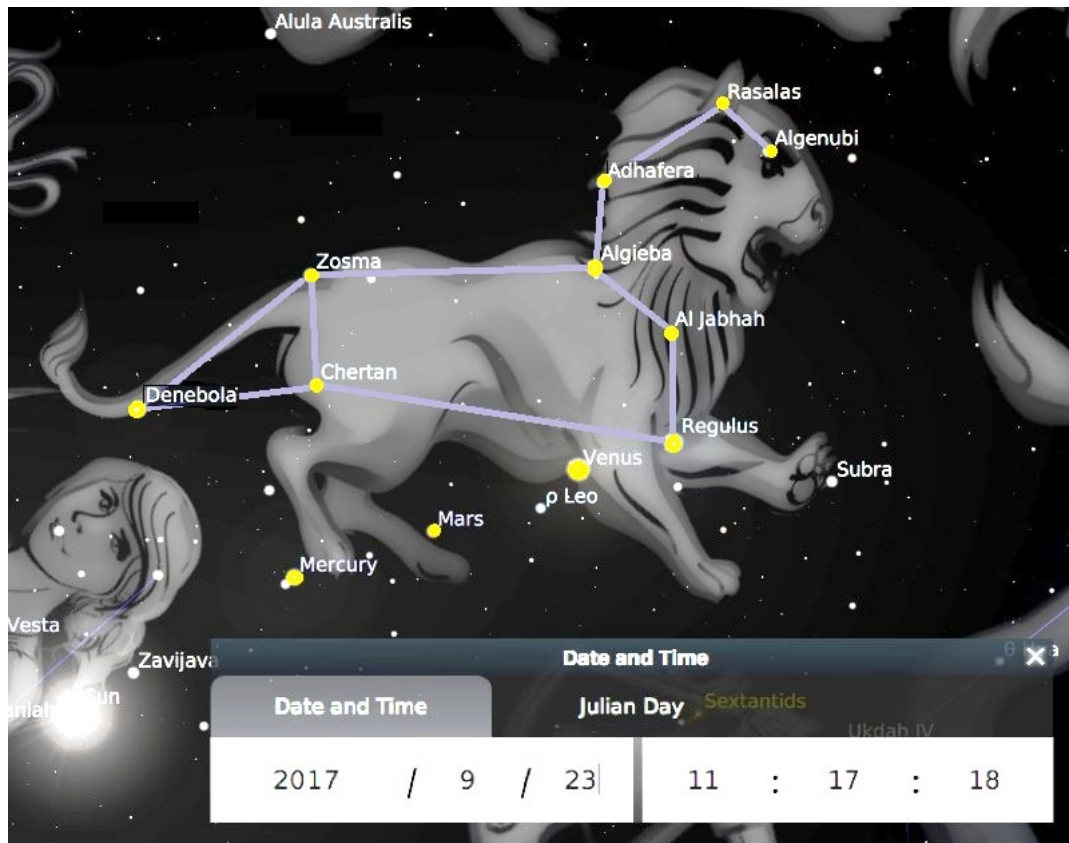 Alula Australis
Rasalas
Algenubi
Adhafera
Algieba
Zosma
Al Jabhah
Chertan
Denebola
Regulus
Venus
Subra
ρ Leo
Mars
Mercury
Vesta
Zavijava
Sun
Date and Time
Date and Time
Julian Day
Sextantids
Ukdah IV
2017 / 9 / 23
11 : 17 : 18